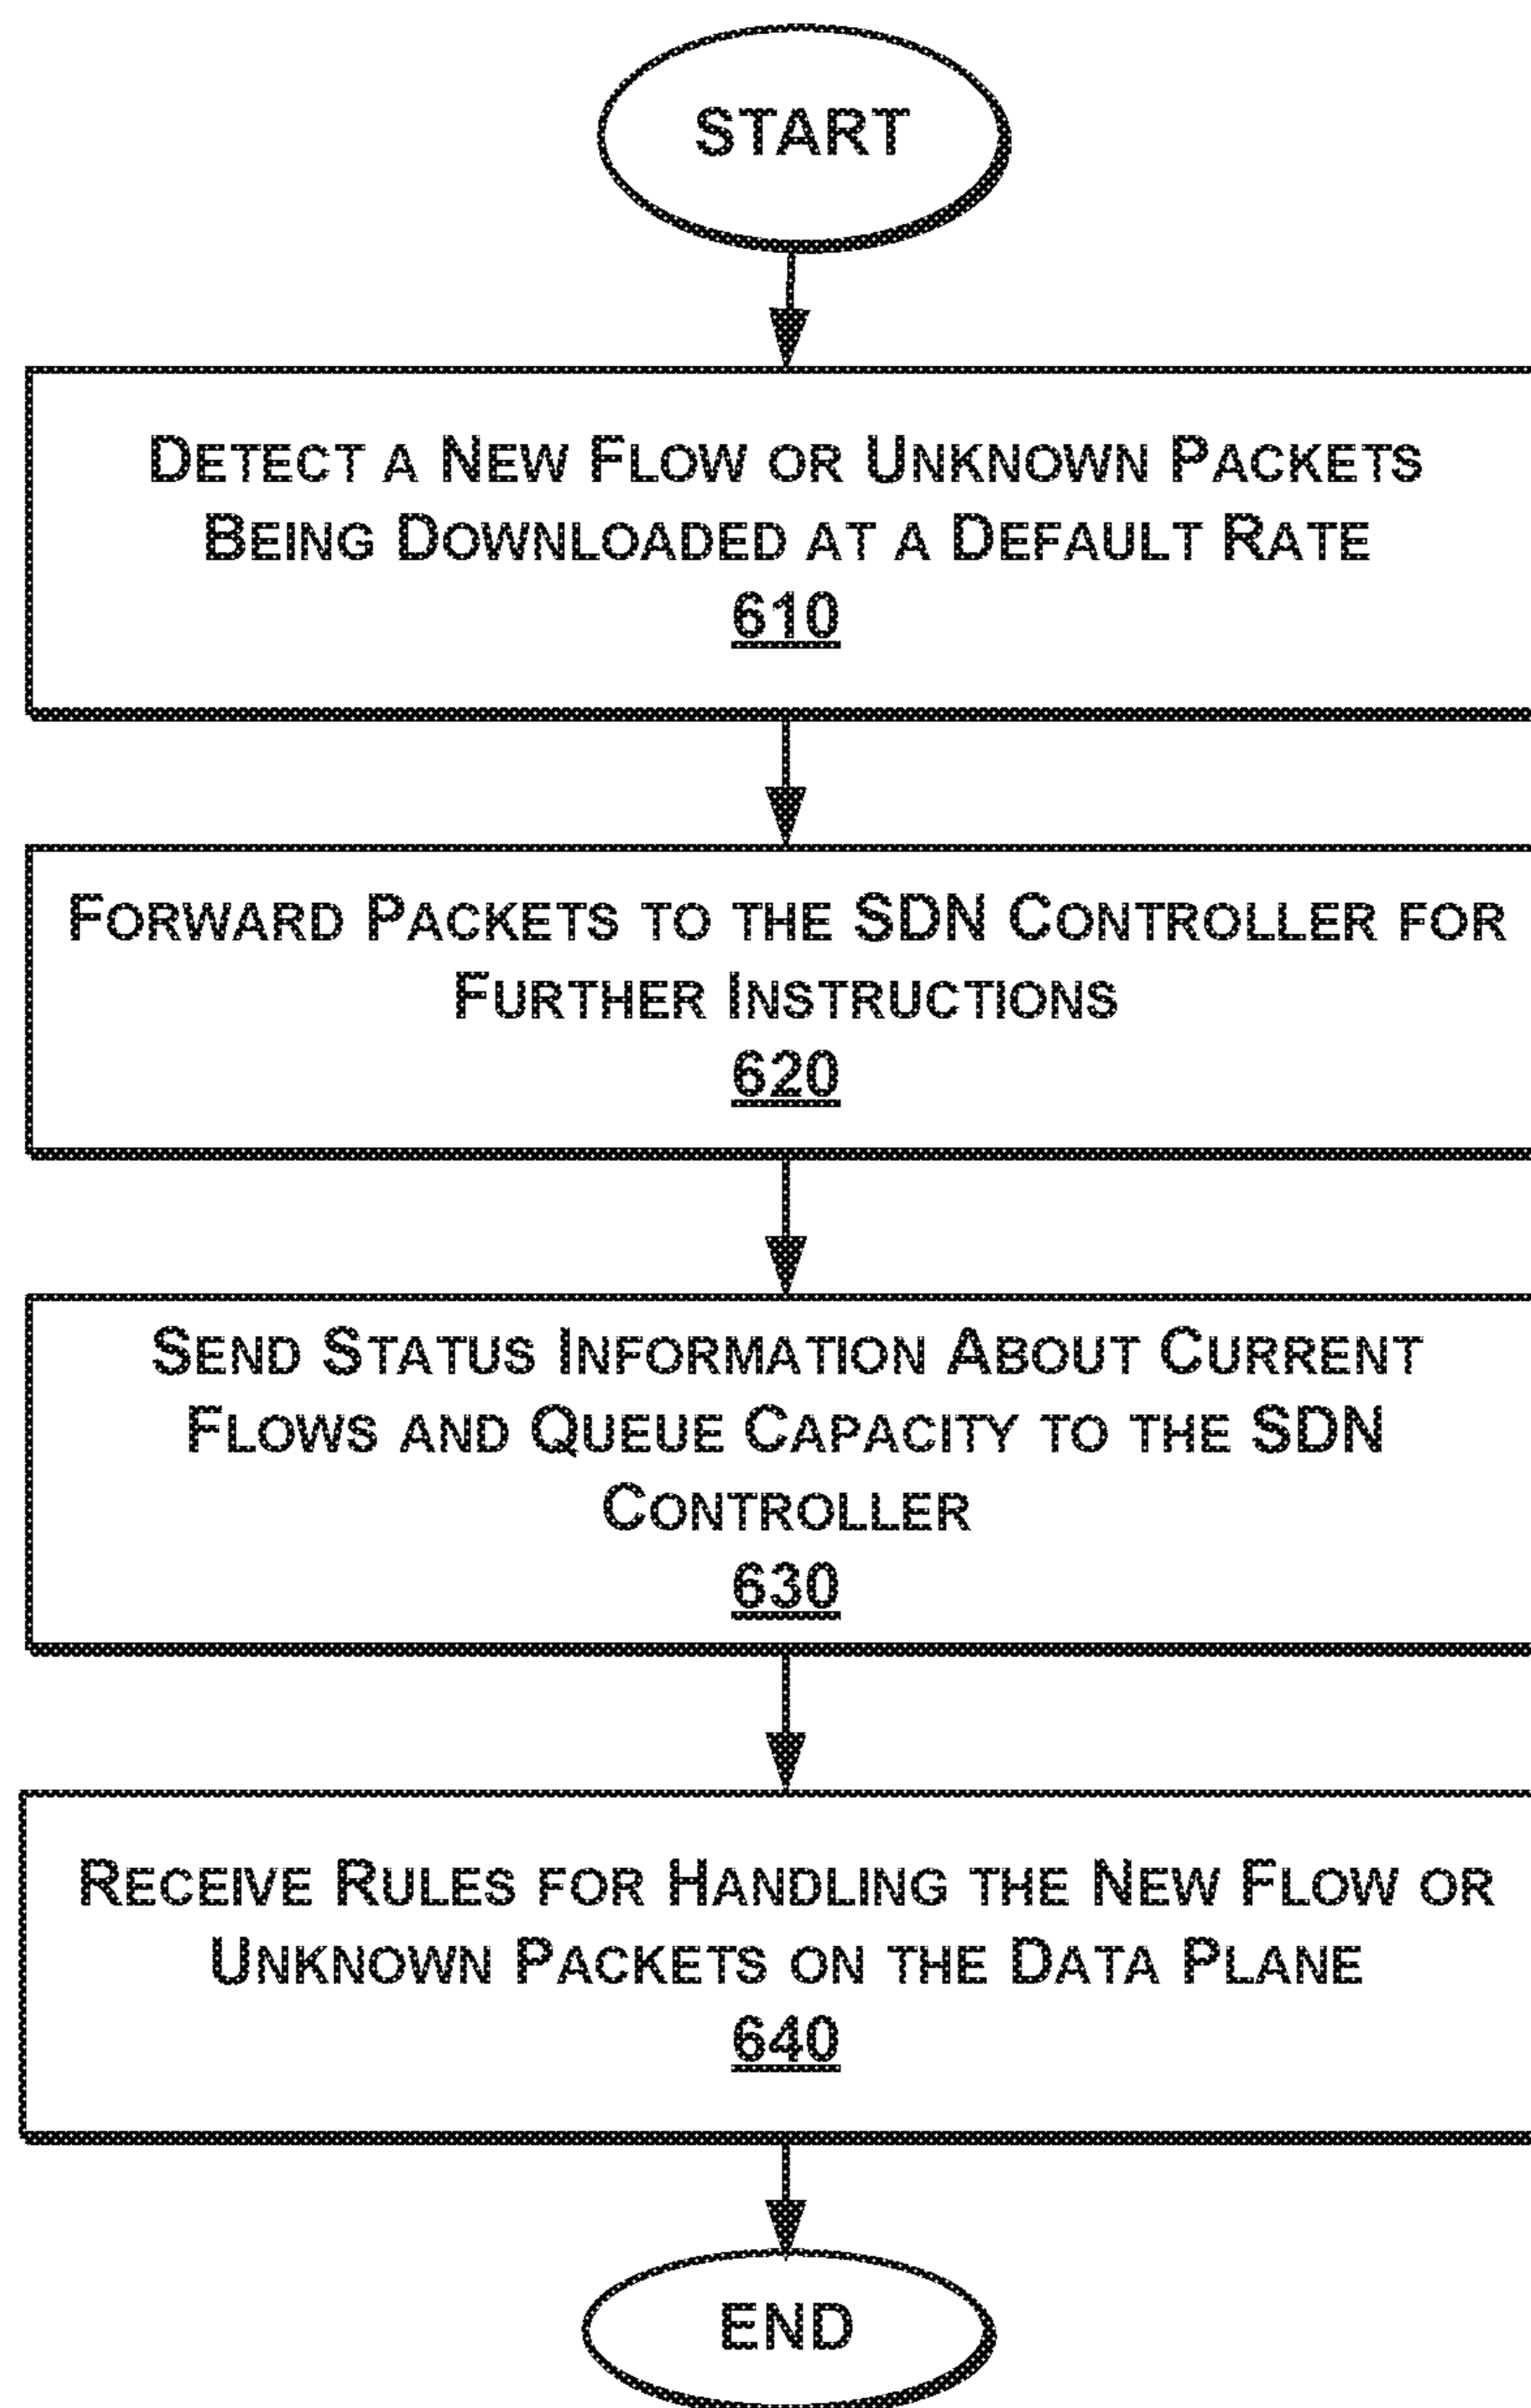 START
DETECT A NEW FLOW OR UNKNOWN PACKETS
BEING DOWNLOADED AT A DEFAULT RATE
610
FORWARD PACKETS TO THE SDN CONTROLLER FOR
FURTHER INSTRUCTIONS
620
SEND STATUS INFORMATION ABOUT CURRENT
FLOWS AND QUEUE CAPACITY TO THE SDN
CONTROLLER
630
RECEIVE RULES FOR HANDLING THE NEW FLOW OR
UNKNOWN PACKETS ON THE DATA PLANE
640
END